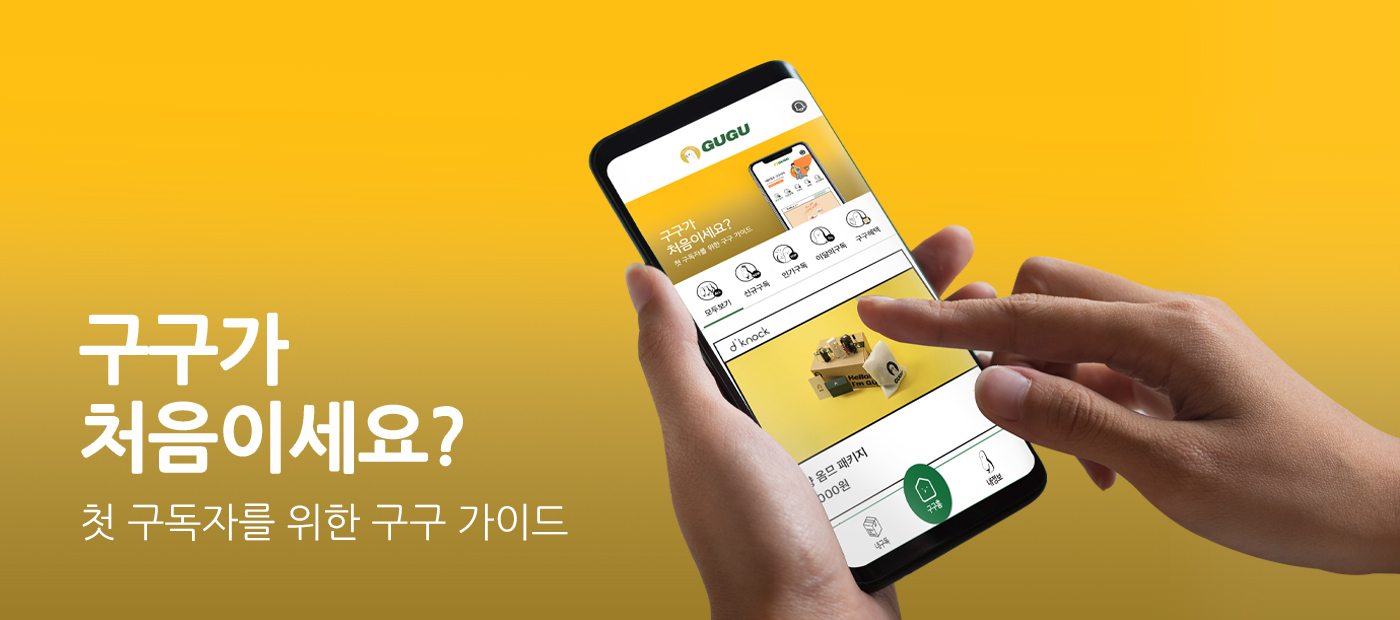 구구가
처음이세요?
첫 구독자를 위한 구구 가이드
GUGU
구구가
처음이세요?
첫 구독자를 위한 구구 가이드
모두보기 신규구독 인기구독 이달의구독 구구혜택
d'knock
Hello!
I'm GU
옴므 패키지
000원
내구독 구구홈 내정보